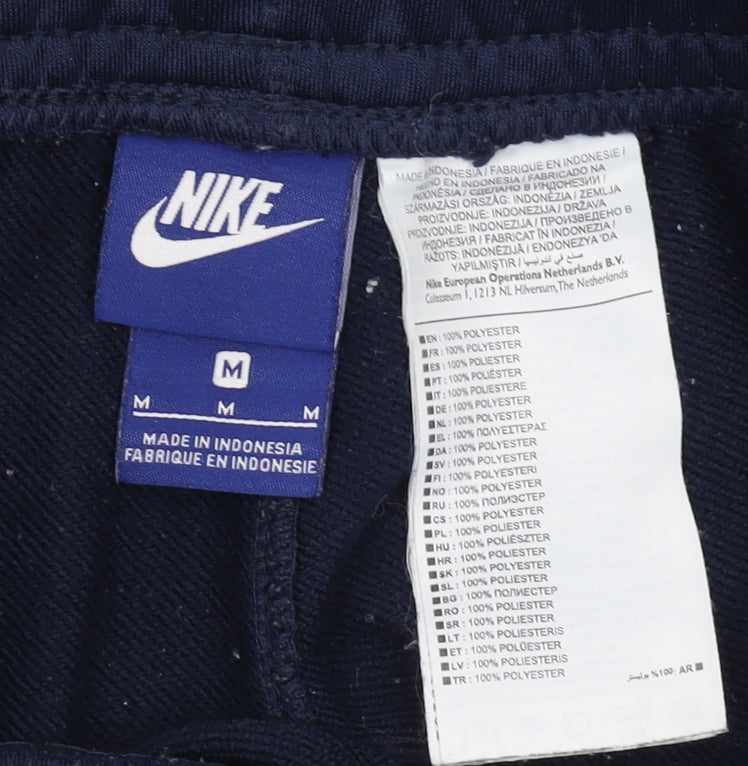 NIKE
M
M M M
MADE IN INDONESIA
FABRIQUE EN INDONESIE
MADE INDONESIA / FABRIQUE EN INDONESIE /
EN INDONESIA / FABRICADO NA
INDONÉSIA / СДЕЛАНО В ИНДОНЕЗИИ /
SZÁRMAZÁSI ORSZÁG: INDONÉZIA / ZEMLJA
PROIZVODNJE: INDONEZIJA / DRŽAVA
PROIZVODNJE: INDONEZIJA / ПРОИЗВЕДЕНО В
ИНДОНЕЗИЯ / FABRICAT ÎN INDONEZIA /
RAŽOTS: INDONĒZIJĀ / ENDONEZYA'DA
YAPILMIŞTIR / صنع في اندونيسيا
Nike European Operations Netherlands B.V.
Colosseum 1, 1213 NL Hilversum, The Netherlands
EN : 100% POLYESTER
FR : 100% POLYESTER
ES : 100% POLIESTER
PT : 100% POLIÉSTER
IT : 100% POLIESTERE
DE : 100% POLYESTER
NL : 100% POLYESTER
EL : 100% ΠΟΛΥΕΣΤΕΡΑΣ
DA : 100% POLYESTER
SV : 100% POLYESTER
FI : 100% POLYESTERI
NO : 100% POLYESTER
RU : 100% ПОЛИЭСТЕР
CS : 100% POLYESTER
PL : 100% POLIESTER
HU : 100% POLIÉSZTER
HR : 100% POLIESTER
SK : 100% POLYESTER
SL : 100% POLIESTER
BG : 100% ПОЛИЕСТЕР
RO : 100% POLIESTER
SR : 100% POLIESTER
LT : 100% POLIESTERIS
ET : 100% POLÜESTER
LV : 100% POLIESTERIS
TR : 100% POLYESTER
AR :100% بوليستر